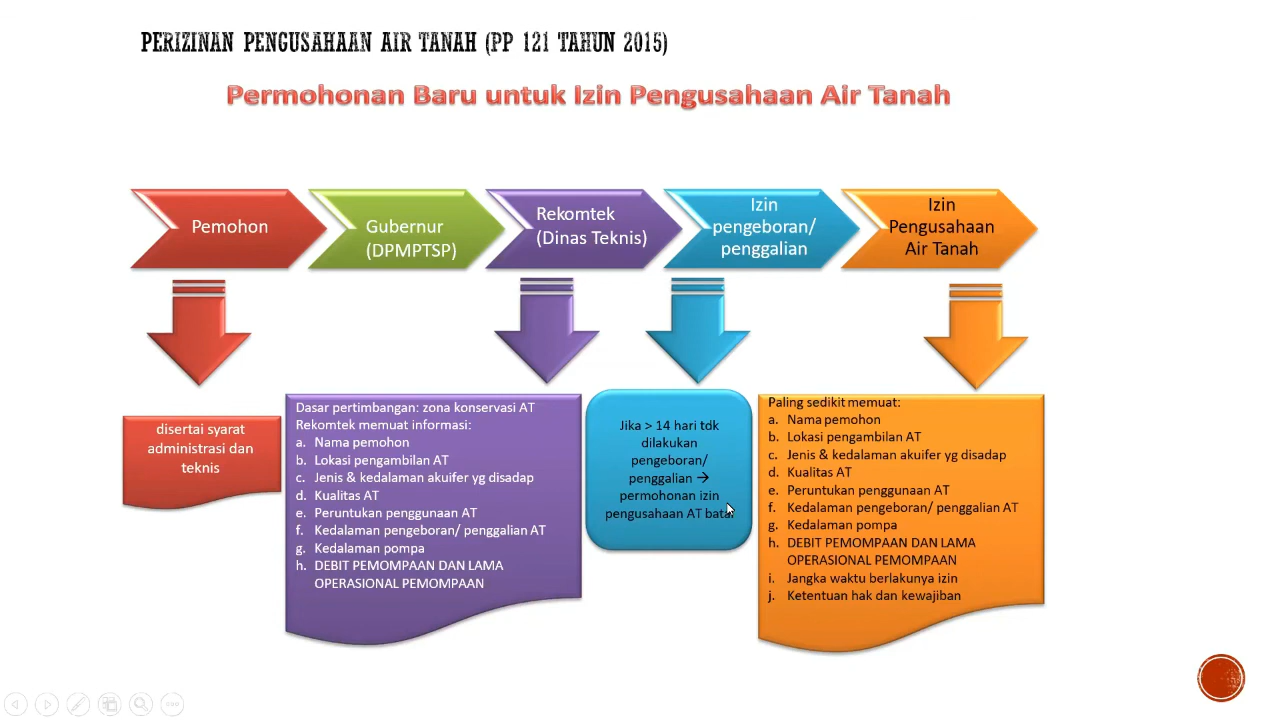 PERIZINAN PENGUSAHAAN AIR TANAH (PP 121 TAHUN 2015)
Permohonan Baru untuk Izin Pengusahaan Air Tanah
Pemohon
Gubernur
(DPMPTSP)
Rekomtek
(Dinas Teknis)
Izin
pengeboran/
penggalian
Izin
Pengusahaan
Air Tanah
disertai syarat
administrasi dan
teknis
Dasar pertimbangan: zona konservasi AT
Rekomtek memuat informasi:
a. Nama pemohon
b. Lokasi pengambilan AT
c. Jenis & kedalaman akuifer yg disadap
d. Kualitas AT
e. Peruntukan penggunaan AT
f. Kedalaman pengeboran/ penggalian AT
g. Kedalaman pompa
h. DEBIT PEMOMPAAN DAN LAMA
OPERASIONAL PEMOMPAAN
Jika > 14 hari tdk
dilakukan
pengeboran/
penggalian →
permohonan izin
pengusahaan AT batal
Paling sedikit memuat:
a. Nama pemohon
b. Lokasi pengambilan AT
c. Jenis & kedalaman akuifer yg disadap
d. Kualitas AT
e. Peruntukan penggunaan AT
f. Kedalaman pengeboran/ penggalian AT
g. Kedalaman pompa
h. DEBIT PEMOMPAAN DAN LAMA
OPERASIONAL PEMOMPAAN
i. Jangka waktu berlakunya izin
j. Ketentuan hak dan kewajiban